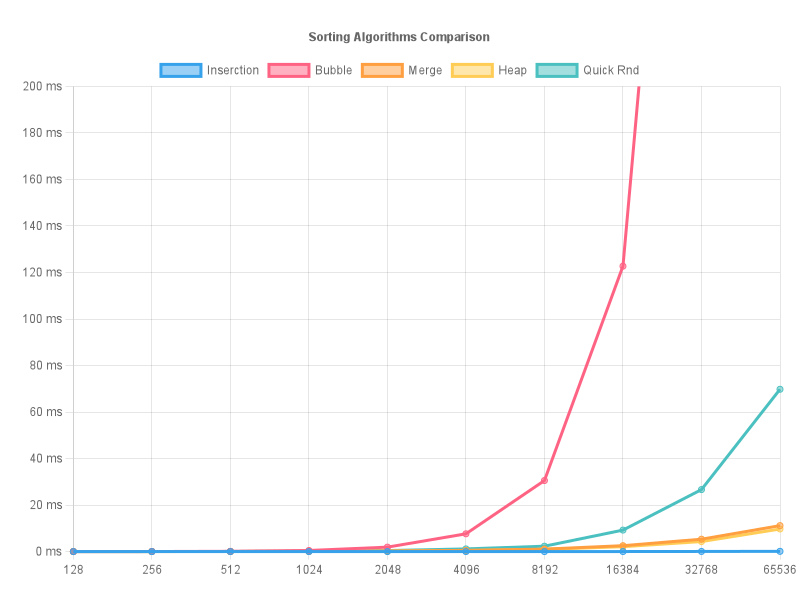 Sorting Algorithms Comparison
Inserction Bubble Merge Heap Quick Rnd
200 ms
180 ms
160 ms
140 ms
120 ms
100 ms
80 ms
60 ms
40 ms
20 ms
0 ms
128 256 512 1024 2048 4096 8192 16384 32768 65536